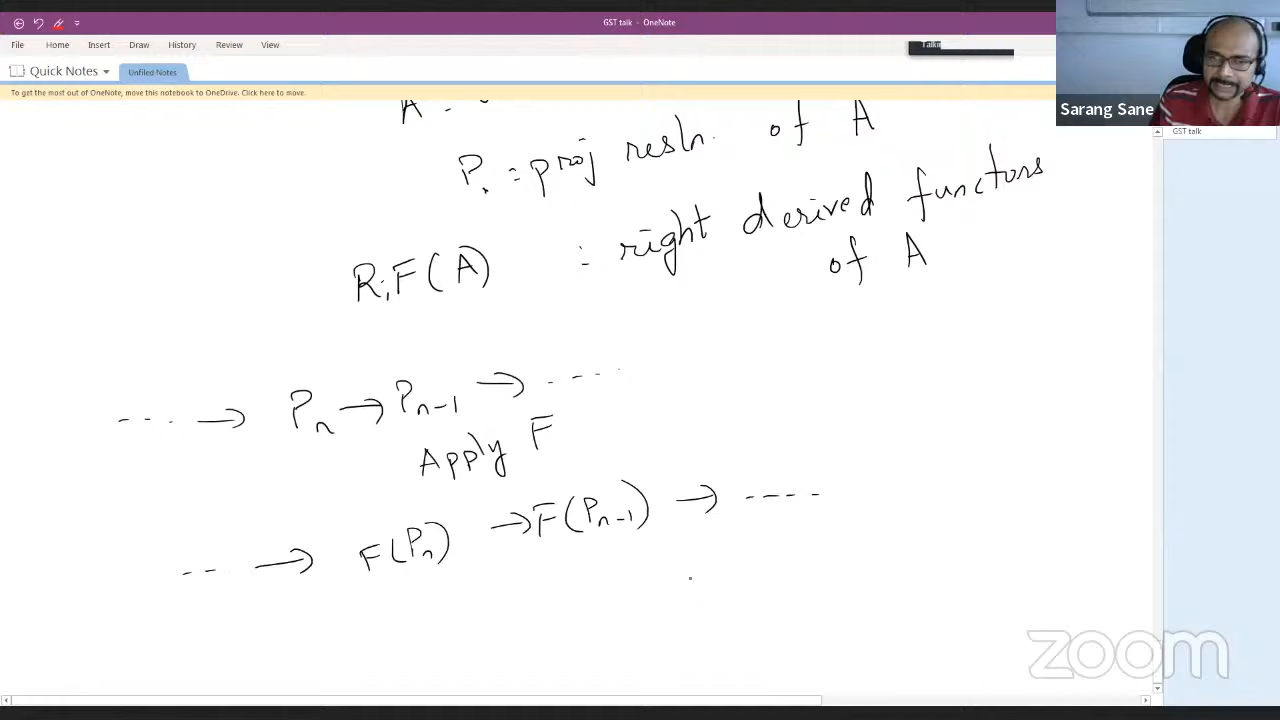 GST talk - OneNote
File Home Insert Draw History Review View
Quick Notes
Unfiled Notes
To get the most out of OneNote, move this notebook to OneDrive. Click here to move.
Sarang Sane
GST talk
A
P. : proj resln. of A
RiF(A) : right derived functors
of A
--- → Pn → Pn-1 → ----
Apply F
--- → F(Pn) → F(Pn-1) → ----
zoom